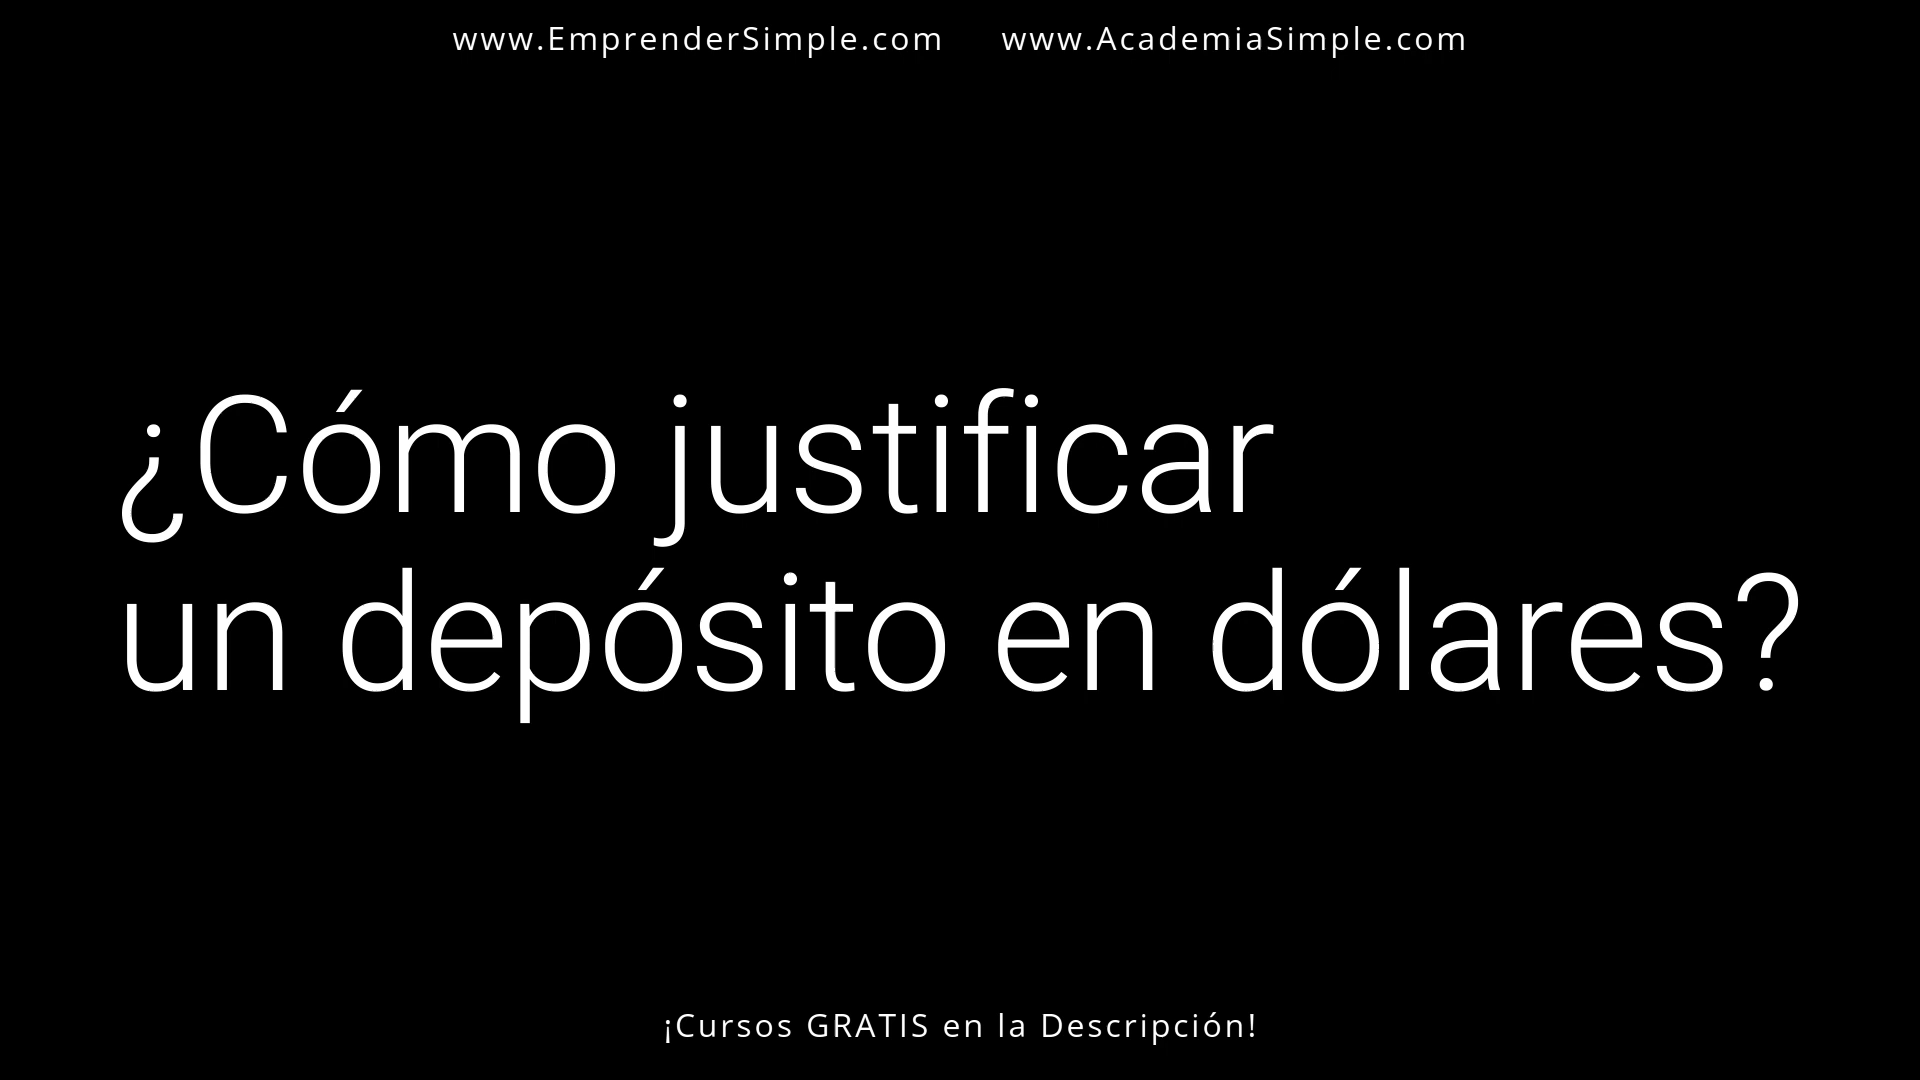 www.EmprenderSimple.com www.AcademiaSimple.com
¿Cómo justificar
un depósito en dólares?
¡Cursos GRATIS en la Descripción!